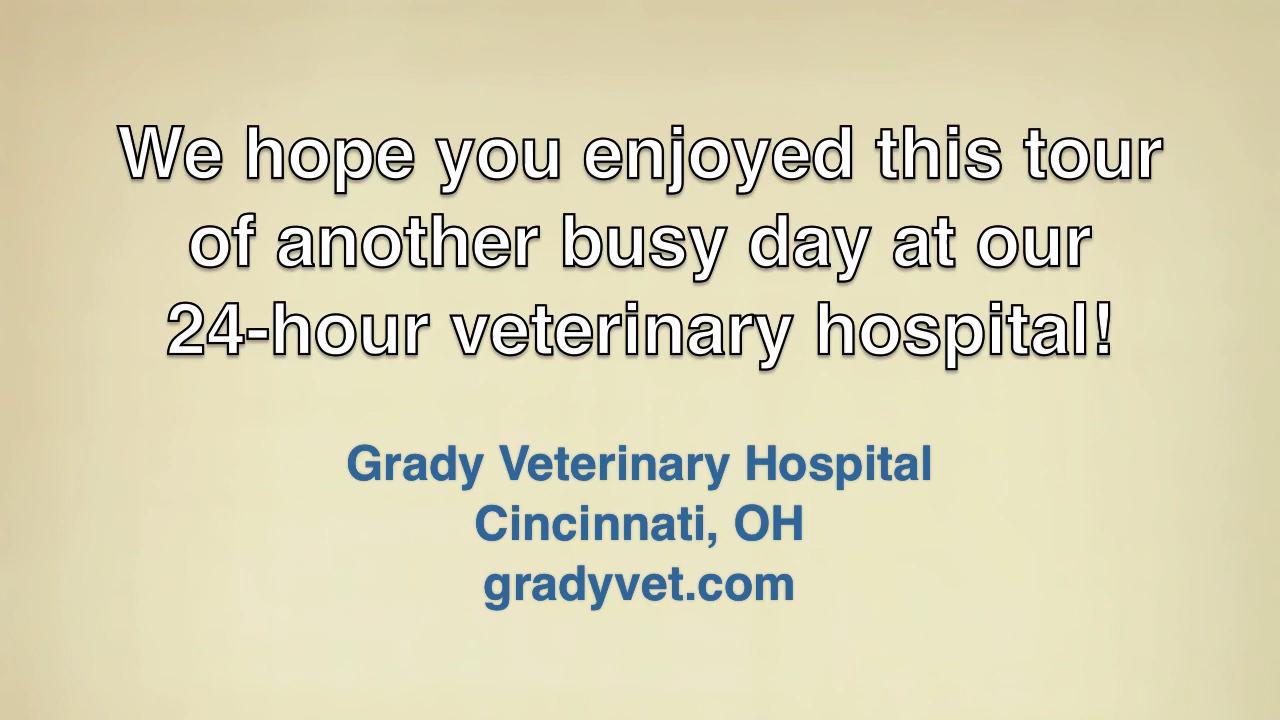 We hope you enjoyed this tour
of another busy day at our
24-hour veterinary hospital!
Grady Veterinary Hospital
Cincinnati, OH
gradyvet.com